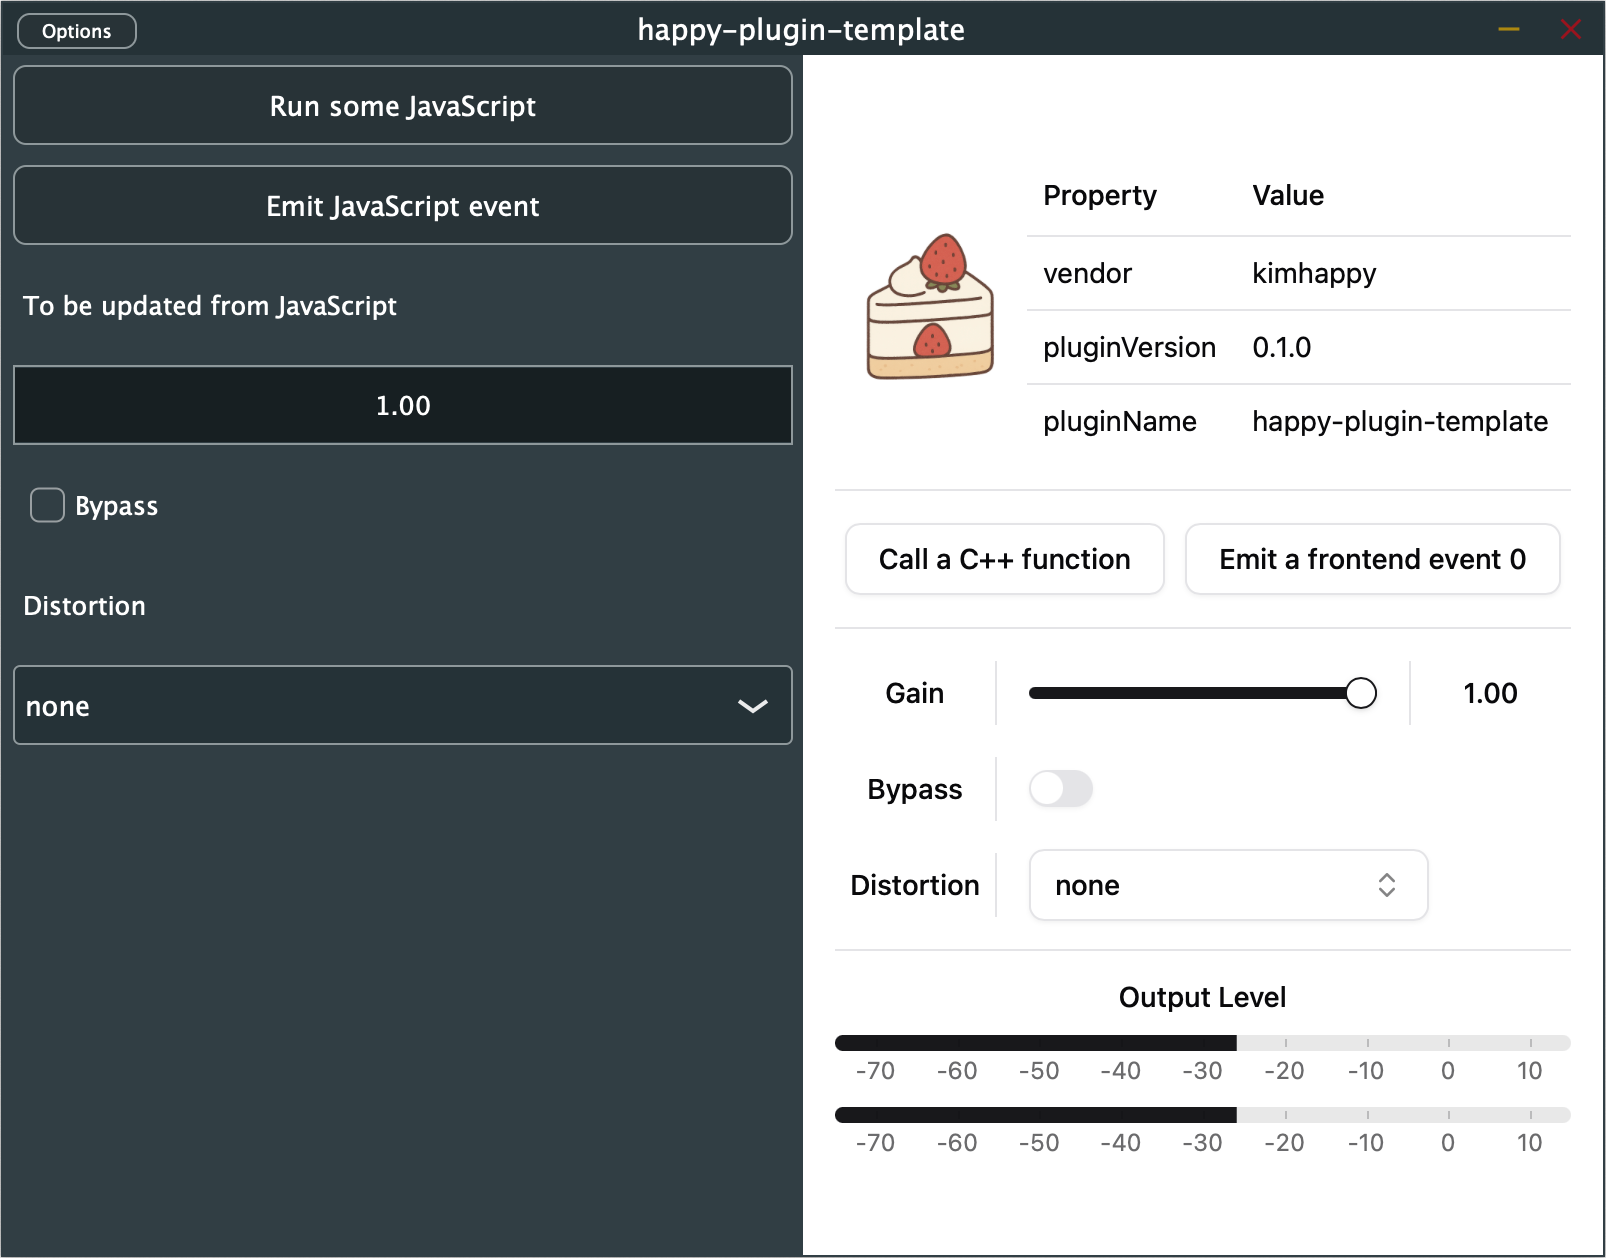 Options
happy-plugin-template
Run some JavaScript
Emit JavaScript event
To be updated from JavaScript
1.00
Bypass
Distortion
none
Property Value
vendor kimhappy
pluginVersion 0.1.0
pluginName happy-plugin-template
Call a C++ function
Emit a frontend event 0
Gain 1.00
Bypass
Distortion none
Output Level
-70 -60 -50 -40 -30 -20 -10 0 10
-70 -60 -50 -40 -30 -20 -10 0 10